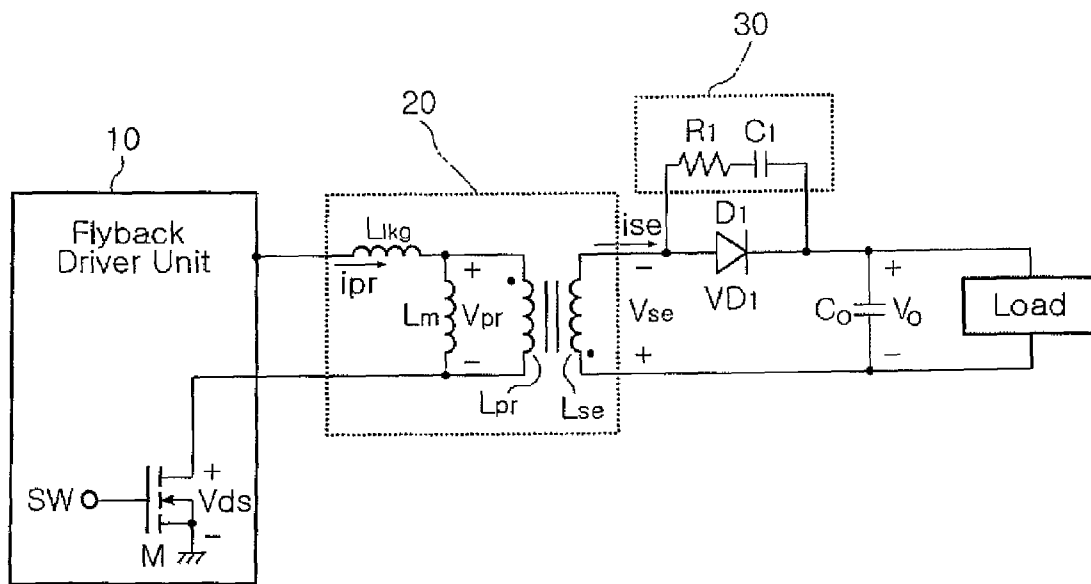 30
20
10
R1 C1
Flyback
Driver Unit
Llkg
ise
D1
ipr
+
−
+
Lm
Vpr
Vse
VD1
Co
Vo
Load
−
+
−
Lpr
Lse
SW
+
Vds
−
M